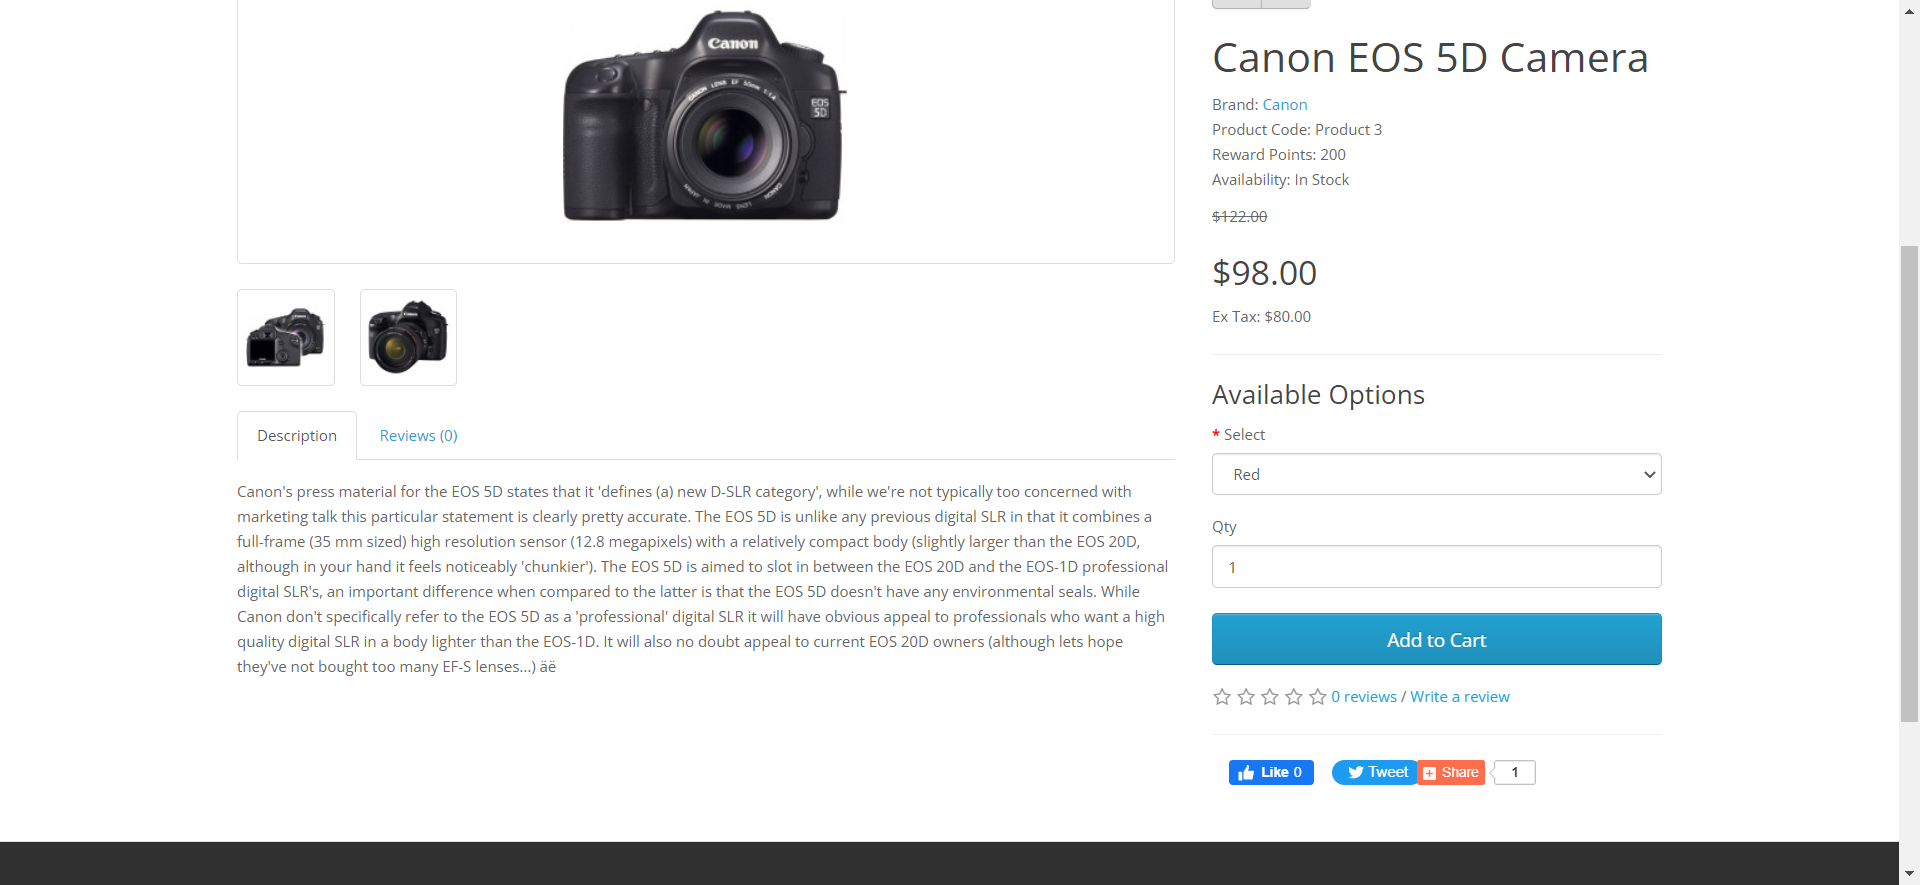 Canon
EOS
5D
CANON LENS EF 50mm 1:1.4
Canon EOS 5D Camera
Brand: Canon
Product Code: Product 3
Reward Points: 200
Availability: In Stock
$122.00
$98.00
Ex Tax: $80.00
Available Options
* Select
Red
Qty
1
Add to Cart
0 reviews / Write a review
Like 0
Tweet
Share
1
Description
Reviews (0)
Canon's press material for the EOS 5D states that it 'defines (a) new D-SLR category', while we're not typically too concerned with
marketing talk this particular statement is clearly pretty accurate. The EOS 5D is unlike any previous digital SLR in that it combines a
full-frame (35 mm sized) high resolution sensor (12.8 megapixels) with a relatively compact body (slightly larger than the EOS 20D,
although in your hand it feels noticeably 'chunkier'). The EOS 5D is aimed to slot in between the EOS 20D and the EOS-1D professional
digital SLR's, an important difference when compared to the latter is that the EOS 5D doesn't have any environmental seals. While
Canon don't specifically refer to the EOS 5D as a 'professional' digital SLR it will have obvious appeal to professionals who want a high
quality digital SLR in a body lighter than the EOS-1D. It will also no doubt appeal to current EOS 20D owners (although lets hope
they've not bought too many EF-S lenses...) äë